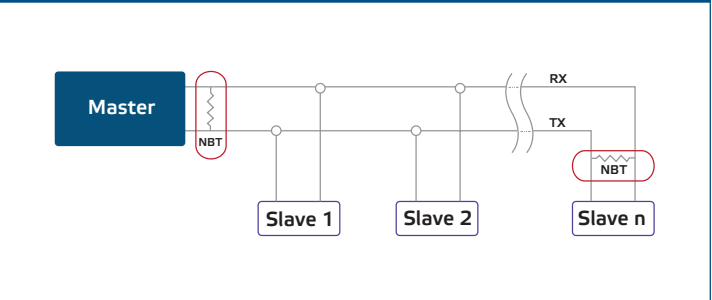 RX
Master
TX
NBT
NBT
Slave 1
Slave 2
Slave n